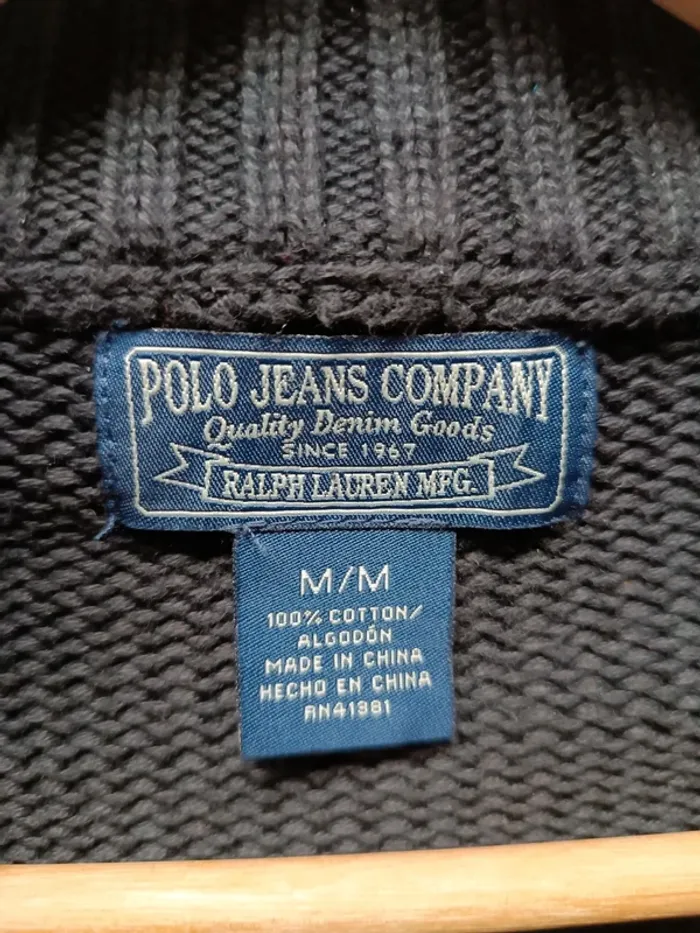 POLO JEANS COMPANY
Quality Denim Goods
SINCE 1967
RALPH LAUREN MFG.
M/M
100% COTTON/
ALGODÓN
MADE IN CHINA
HECHO EN CHINA
RN41381